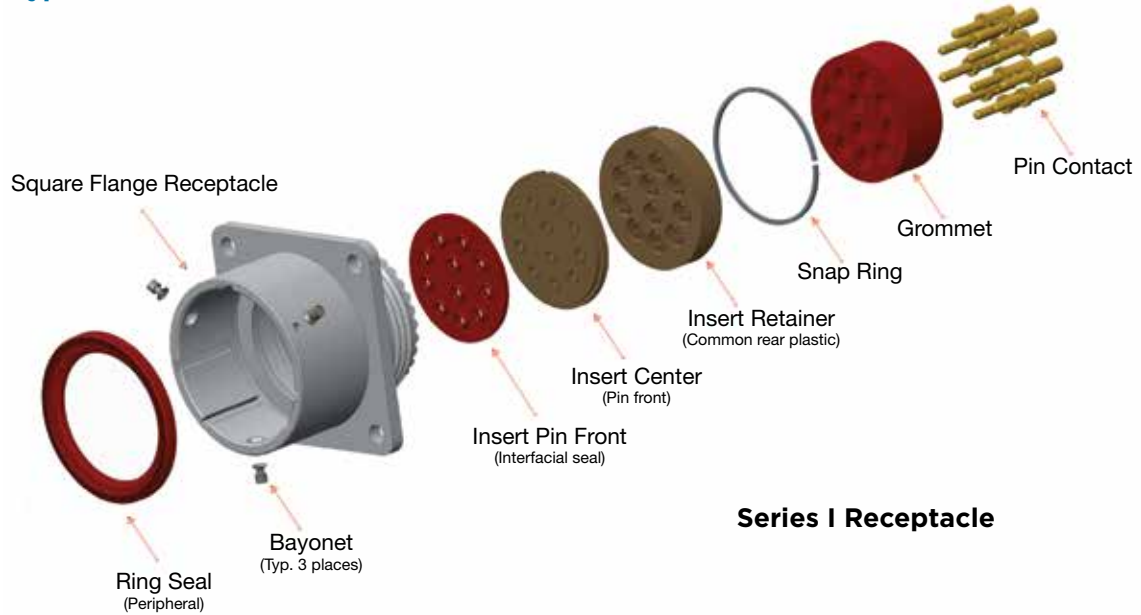 Pin Contact
Square Flange Receptacle
Grommet
Snap Ring
Insert Retainer
(Common rear plastic)
Insert Center
(Pin front)
Insert Pin Front
(Interfacial seal)
Series I Receptacle
Bayonet
(Typ. 3 places)
Ring Seal
(Peripheral)